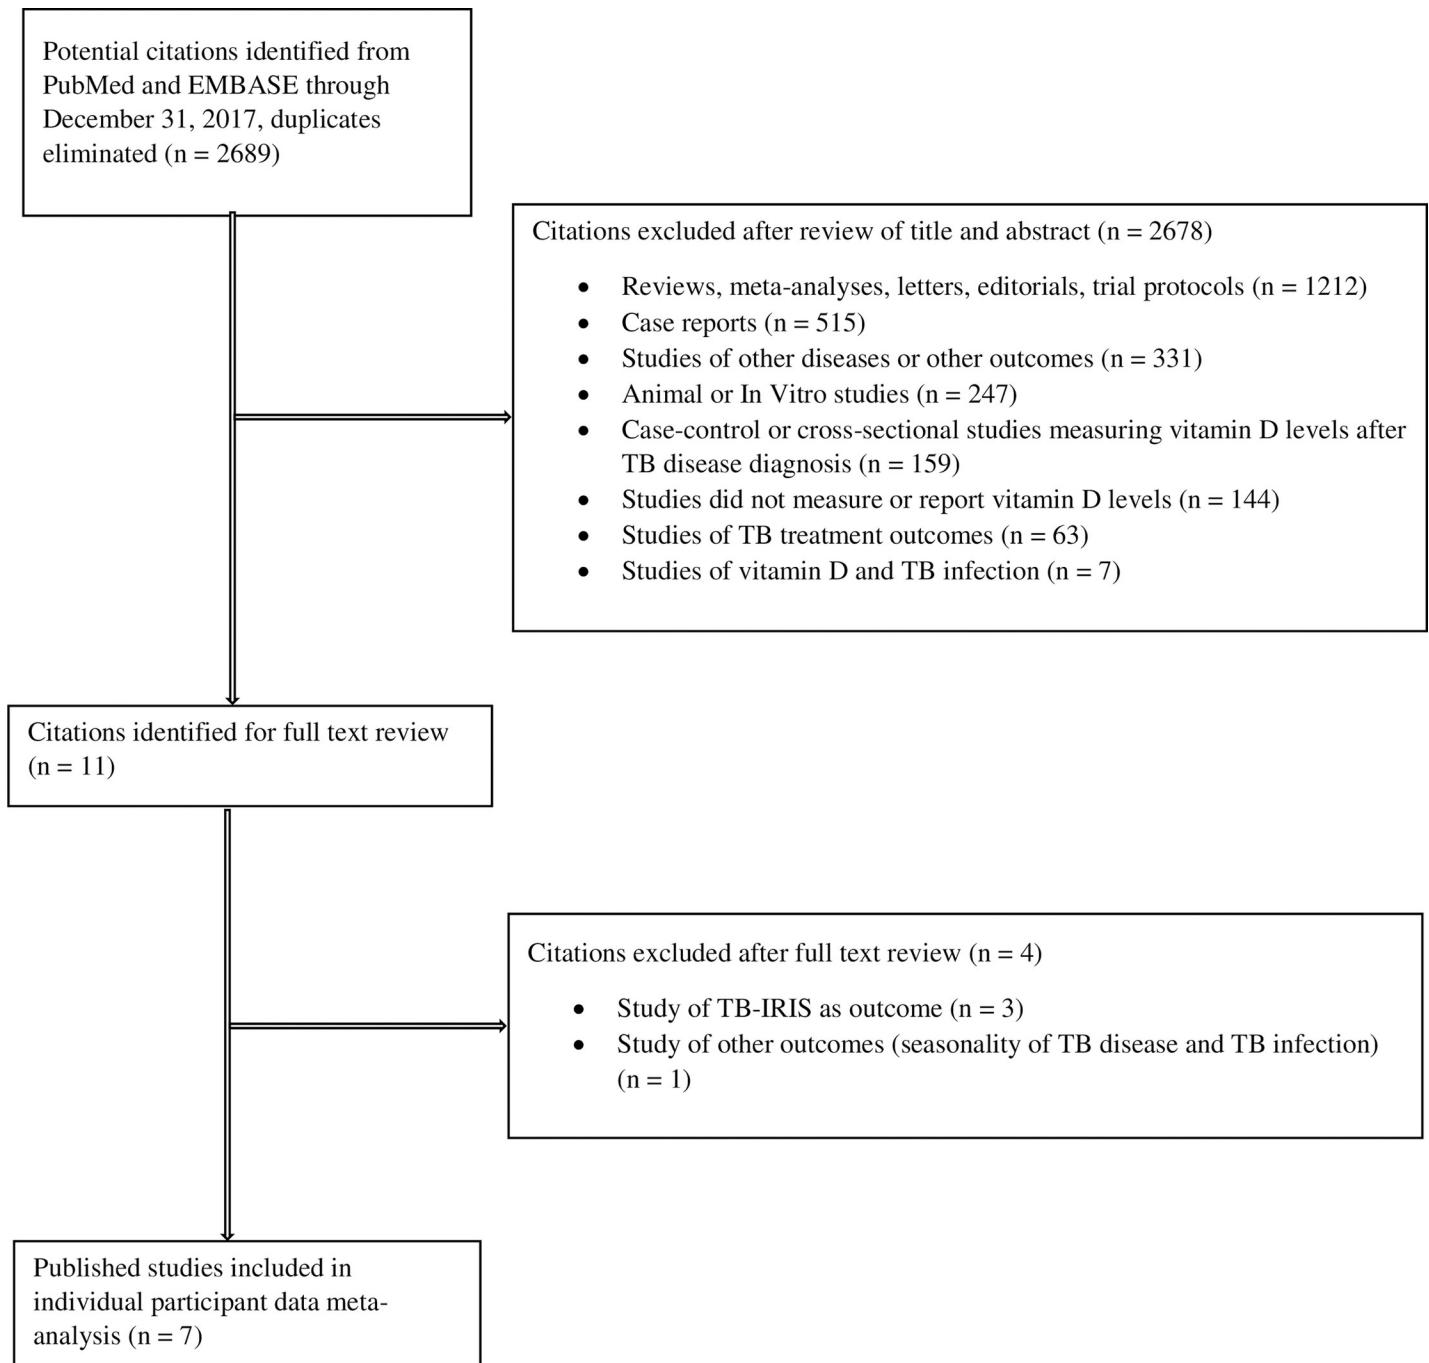 Potential citations identified from
PubMed and EMBASE through
December 31, 2017, duplicates
eliminated (n = 2689)
Citations excluded after review of title and abstract (n = 2678)
• Reviews, meta-analyses, letters, editorials, trial protocols (n = 1212)
• Case reports (n = 515)
• Studies of other diseases or other outcomes (n = 331)
• Animal or In Vitro studies (n = 247)
• Case-control or cross-sectional studies measuring vitamin D levels after
TB disease diagnosis (n = 159)
• Studies did not measure or report vitamin D levels (n = 144)
• Studies of TB treatment outcomes (n = 63)
• Studies of vitamin D and TB infection (n = 7)
Citations identified for full text review
(n = 11)
Citations excluded after full text review (n = 4)
• Study of TB-IRIS as outcome (n = 3)
• Study of other outcomes (seasonality of TB disease and TB infection)
(n = 1)
Published studies included in
individual participant data meta-
analysis (n = 7)